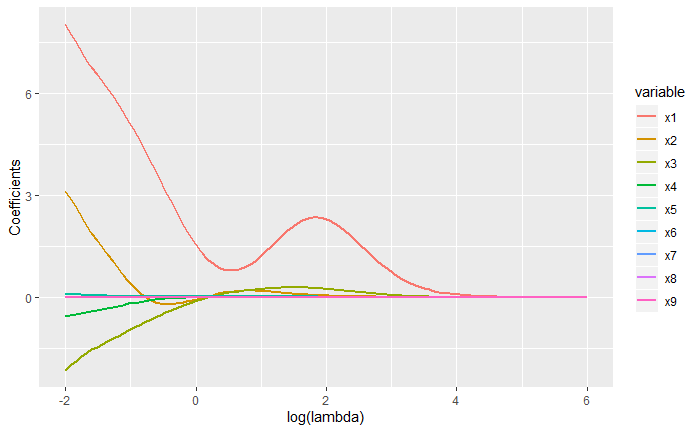 Coefficients
6
3
0
-2
0
2
4
6
log(lambda)
variable
x1
x2
x3
x4
x5
x6
x7
x8
x9